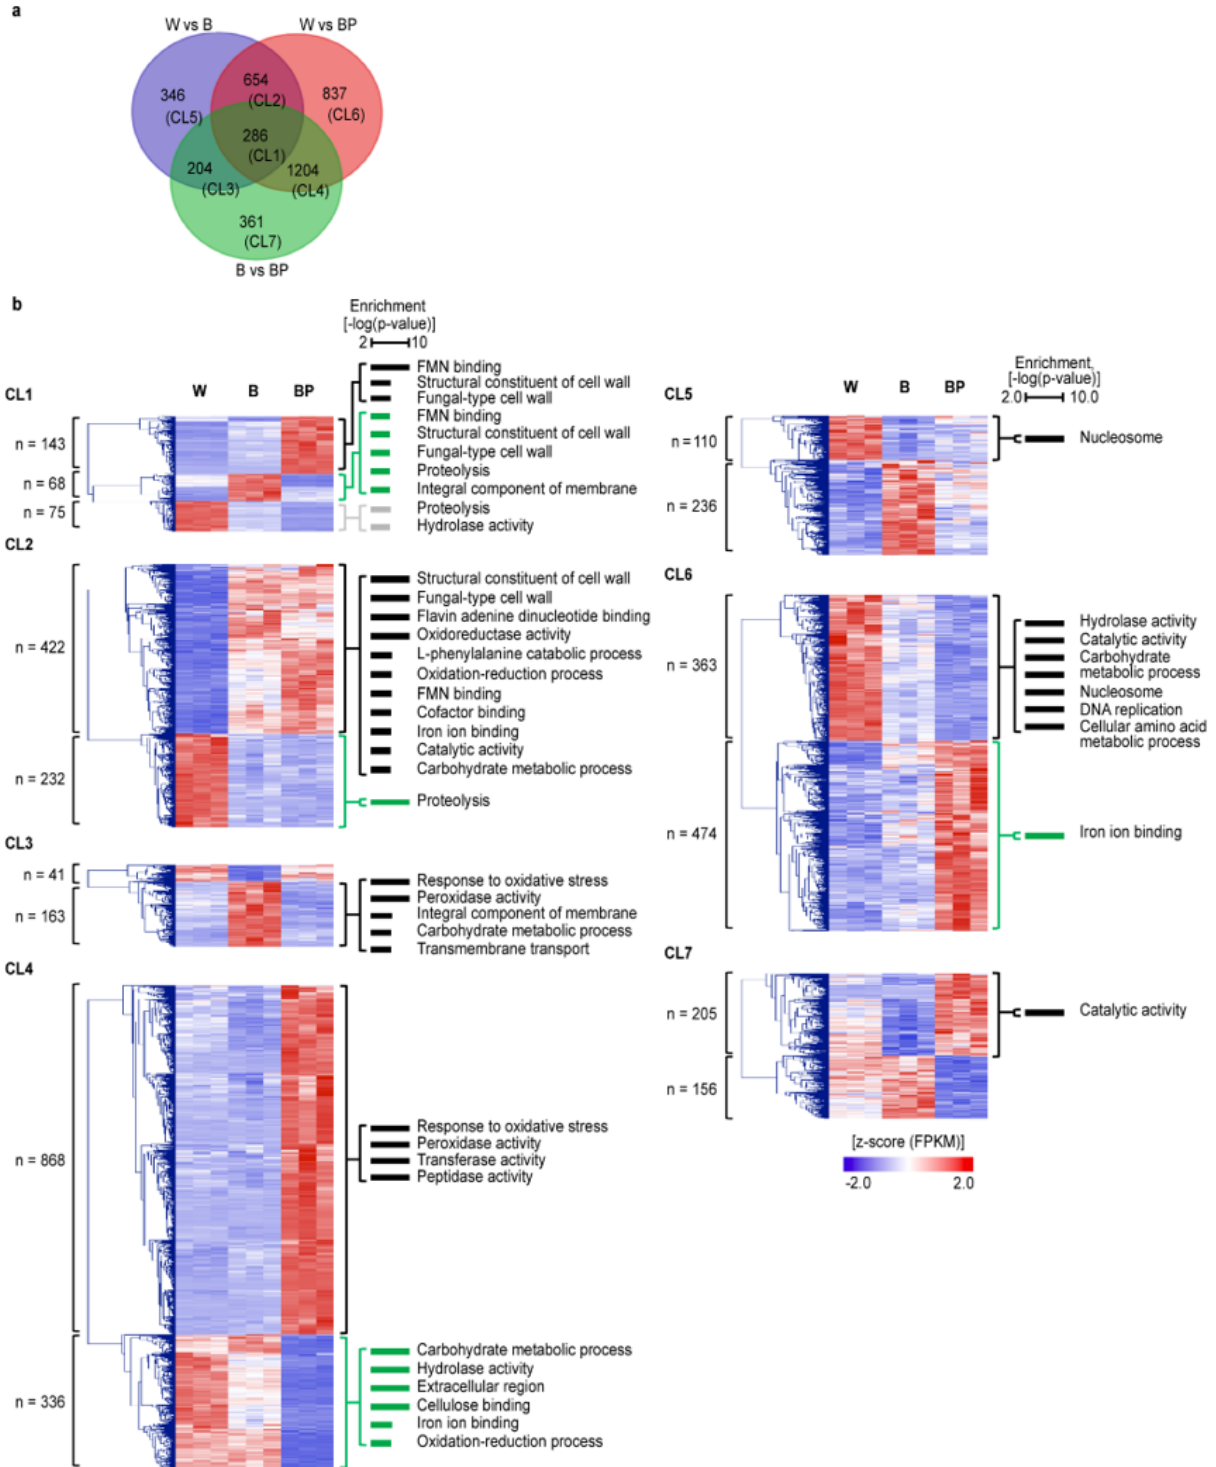 a
W vs B
W vs BP
346
(CL5)
654
(CL2)
837
(CL6)
286
(CL1)
204
(CL3)
1204
(CL4)
361
(CL7)
B vs BP
b
Enrichment
[-log(p-value)]
2 10
CL1
W B BP
n = 143
n = 68
n = 75
FMN binding
Structural constituent of cell wall
Fungal-type cell wall
FMN binding
Structural constituent of cell wall
Fungal-type cell wall
Proteolysis
Integral component of membrane
Proteolysis
Hydrolase activity
CL2
n = 422
n = 232
Structural constituent of cell wall
Fungal-type cell wall
Flavin adenine dinucleotide binding
Oxidoreductase activity
L-phenylalanine catabolic process
Oxidation-reduction process
FMN binding
Cofactor binding
Iron ion binding
Catalytic activity
Carbohydrate metabolic process
Proteolysis
CL3
n = 41
n = 163
Response to oxidative stress
Peroxidase activity
Integral component of membrane
Carbohydrate metabolic process
Transmembrane transport
CL4
n = 868
n = 336
Response to oxidative stress
Peroxidase activity
Transferase activity
Peptidase activity
Carbohydrate metabolic process
Hydrolase activity
Extracellular region
Cellulose binding
Iron ion binding
Oxidation-reduction process
Enrichment,
[-log(p-value)]
2.0 10.0
CL5
W B BP
n = 110
n = 236
Nucleosome
CL6
n = 363
n = 474
Hydrolase activity
Catalytic activity
Carbohydrate
metabolic process
Nucleosome
DNA replication
Cellular amino acid
metabolic process
Iron ion binding
CL7
n = 205
n = 156
Catalytic activity
[z-score (FPKM)]
-2.0 2.0